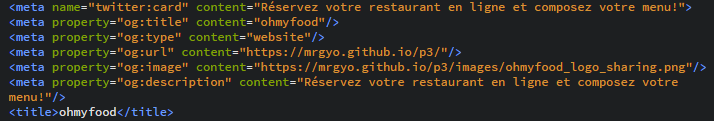 <meta name="twitter:card" content="Réservez votre restaurant en ligne et composez votre menu!">
<meta property="og:title" content="ohmyfood"/>
<meta property="og:type" content="website"/>
<meta property="og:url" content="https://mrgyo.github.io/p3/"/>
<meta property="og:image" content="https://mrgyo.github.io/p3/images/ohmyfood_logo_sharing.png"/>
<meta property="og:description" content="Réservez votre restaurant en ligne et composez votre
menu!"/>
<title>ohmyfood</title>